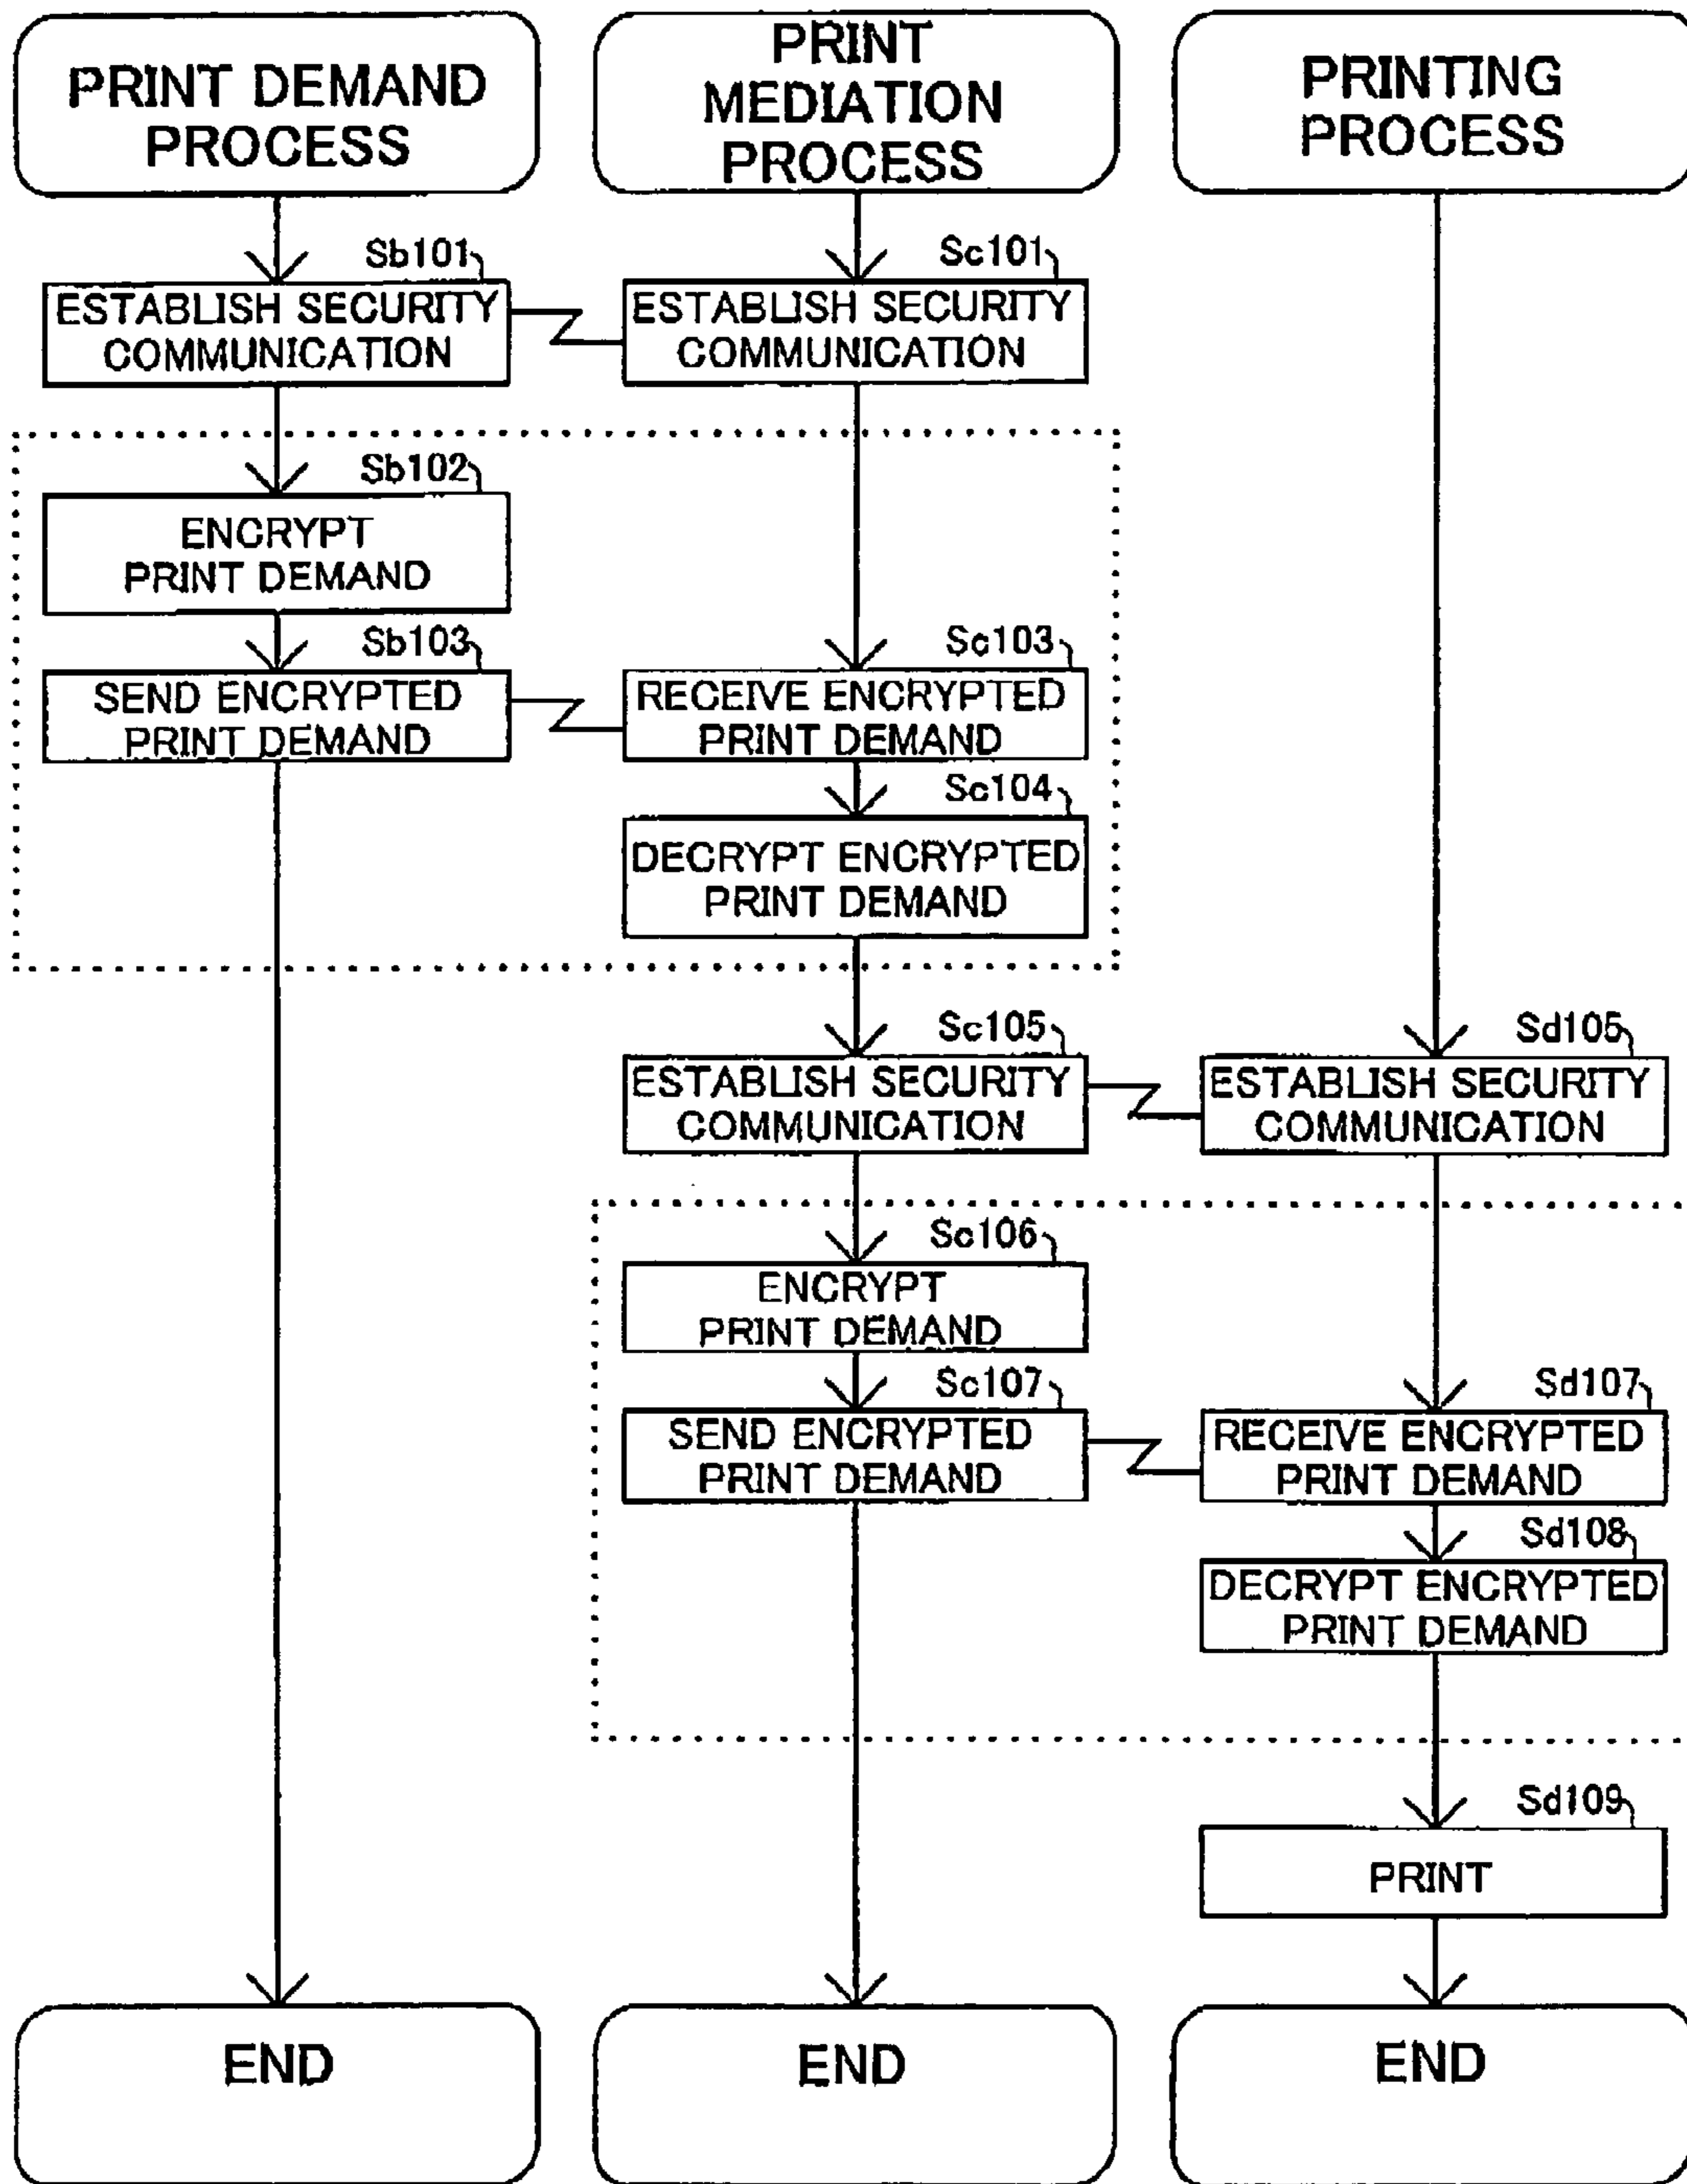 PRINT DEMAND
PROCESS
PRINT
MEDIATION
PROCESS
PRINTING
PROCESS
Sb101
ESTABLISH SECURITY
COMMUNICATION
Sc101
ESTABLISH SECURITY
COMMUNICATION
Sb102
ENCRYPT
PRINT DEMAND
Sb103
SEND ENCRYPTED
PRINT DEMAND
Sc103
RECEIVE ENCRYPTED
PRINT DEMAND
Sc104
DECRYPT ENCRYPTED
PRINT DEMAND
Sc105
ESTABLISH SECURITY
COMMUNICATION
Sd105
ESTABLISH SECURITY
COMMUNICATION
Sc106
ENCRYPT
PRINT DEMAND
Sc107
SEND ENCRYPTED
PRINT DEMAND
Sd107
RECEIVE ENCRYPTED
PRINT DEMAND
Sd108
DECRYPT ENCRYPTED
PRINT DEMAND
Sd109
PRINT
END
END
END